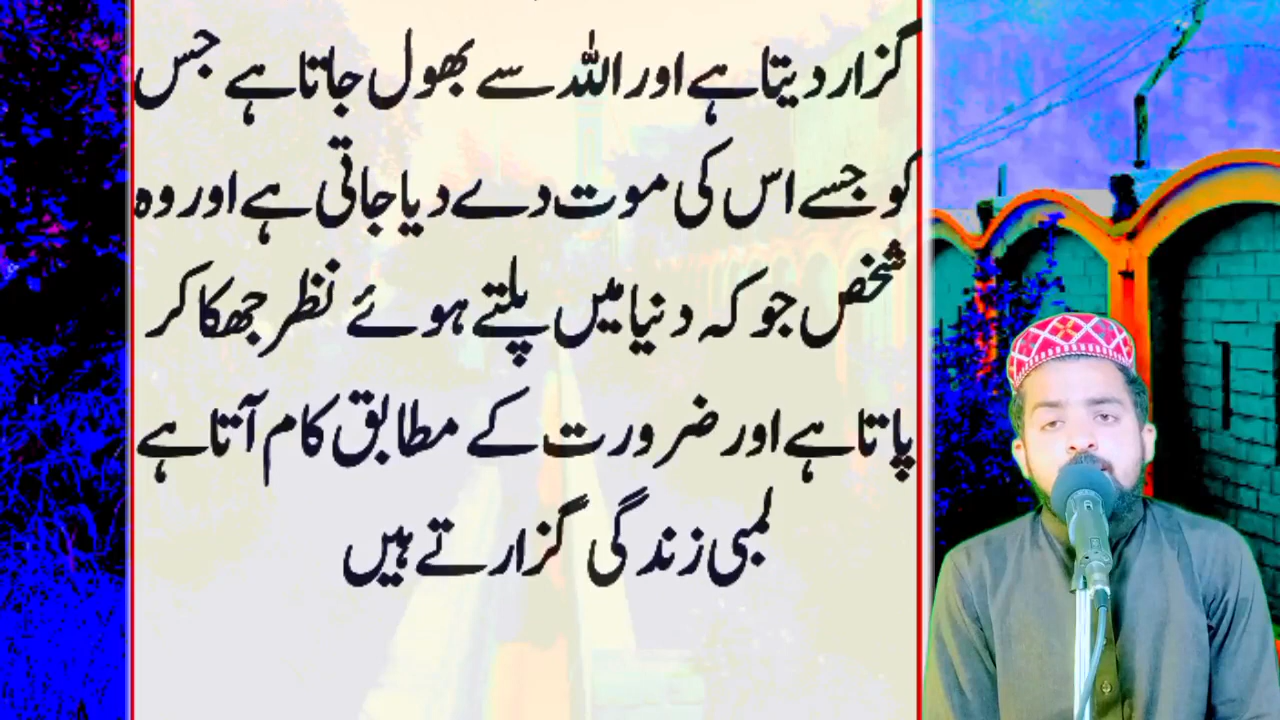 گزار دیتا ہے اور اللہ سے بھول جاتا ہے جس
کو جسے اس کی موت دے دیا جاتی ہے اور وہ
شخص جو کہ دنیا میں پلتے ہوئے نظر جھکا کر
پاتا ہے اور ضرورت کے مطابق کام آتا ہے
لمبی زندگی گزارتے ہیں